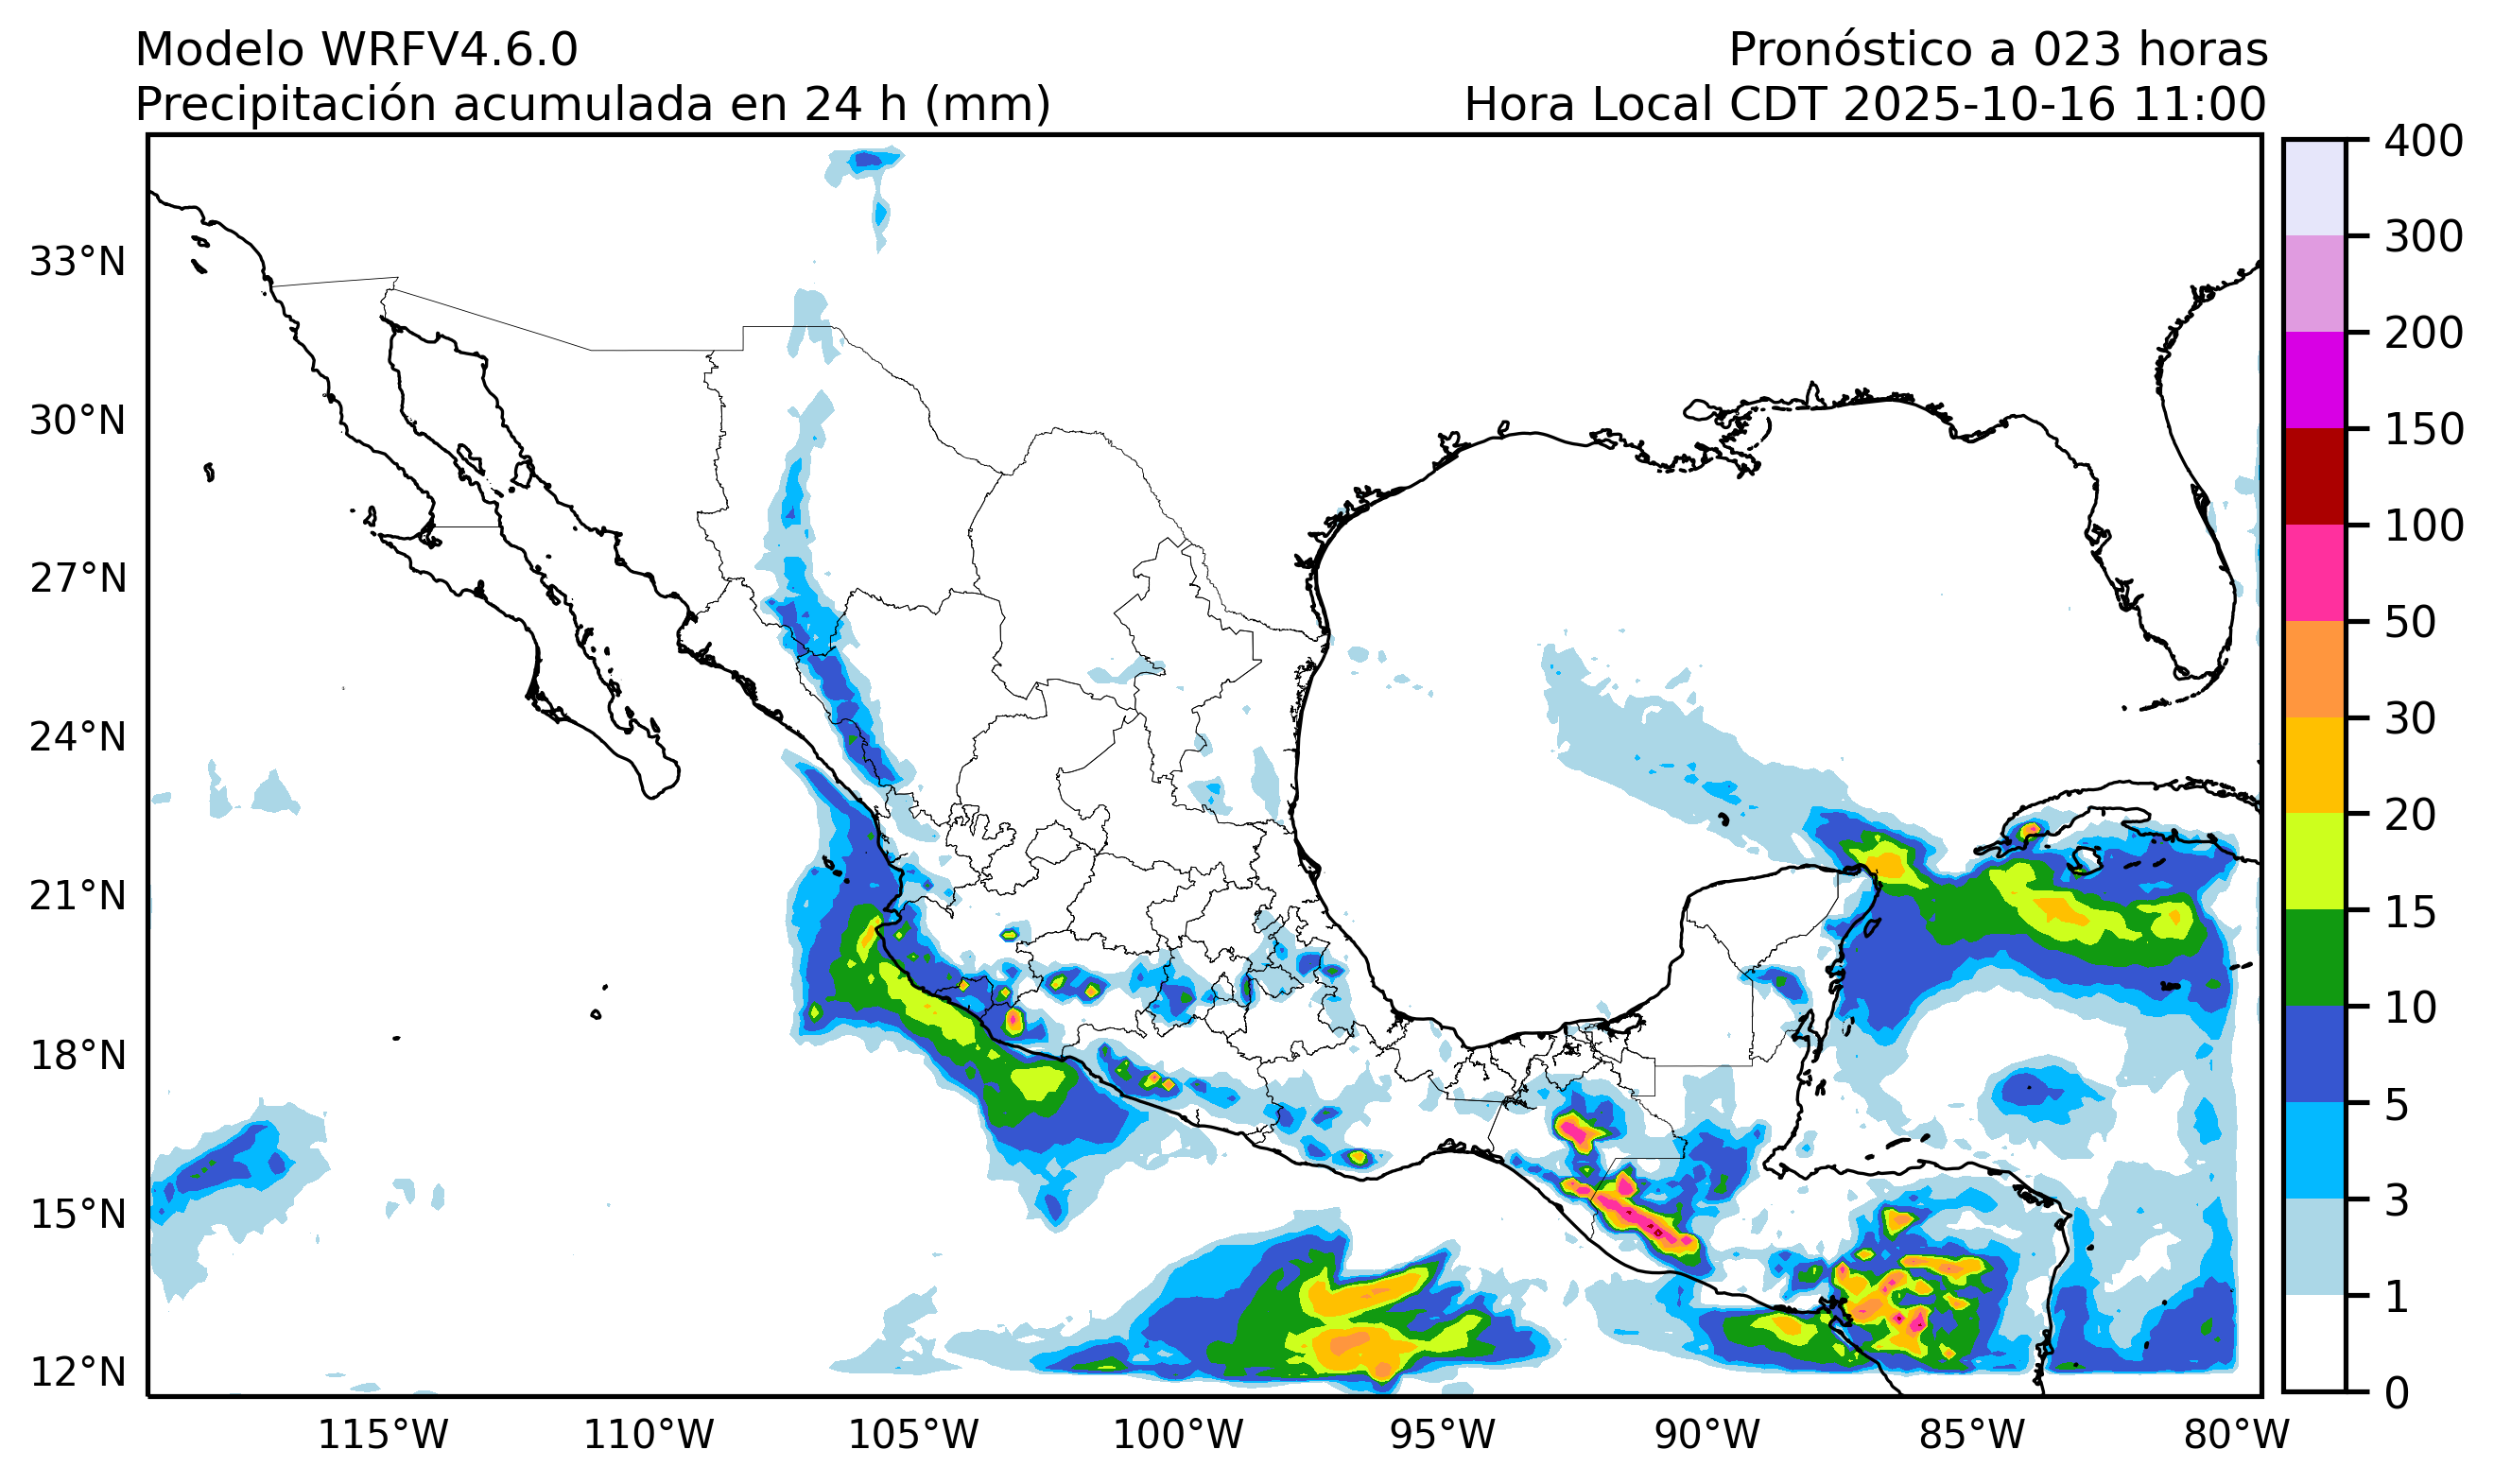 Modelo WRFV4.6.0
Pronóstico a 023 horas
Precipitación acumulada en 24 h (mm)
Hora Local CDT 2025-10-16 11:00
400
300
200
150
100
50
30
20
15
10
5
3
1
0
33°N
30°N
27°N
24°N
21°N
18°N
15°N
12°N
115°W
110°W
105°W
100°W
95°W
90°W
85°W
80°W